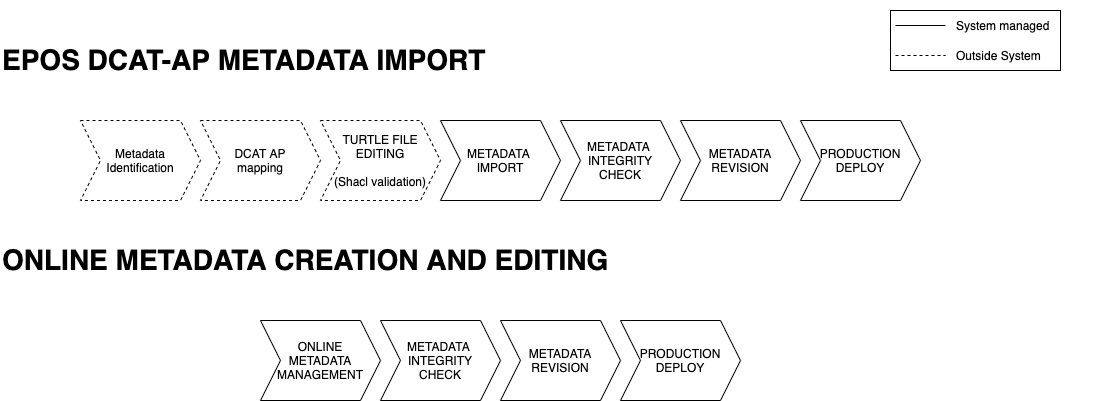 System managed
Outside System
EPOS DCAT-AP METADATA IMPORT
Metadata
Identification
DCAT AP
mapping
TURTLE FILE
EDITING
(Shacl validation)
METADATA
IMPORT
METADATA
INTEGRITY
CHECK
METADATA
REVISION
PRODUCTION
DEPLOY
ONLINE METADATA CREATION AND EDITING
ONLINE
METADATA
MANAGEMENT
METADATA
INTEGRITY
CHECK
METADATA
REVISION
PRODUCTION
DEPLOY